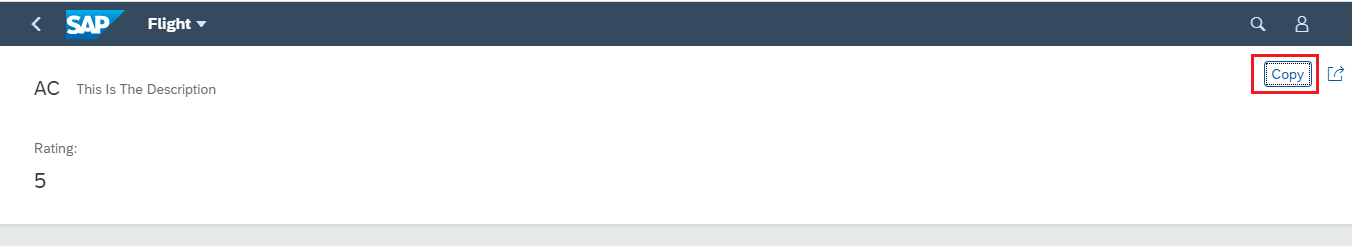 SAP Flight
Copy
AC This Is The Description
Rating:
5